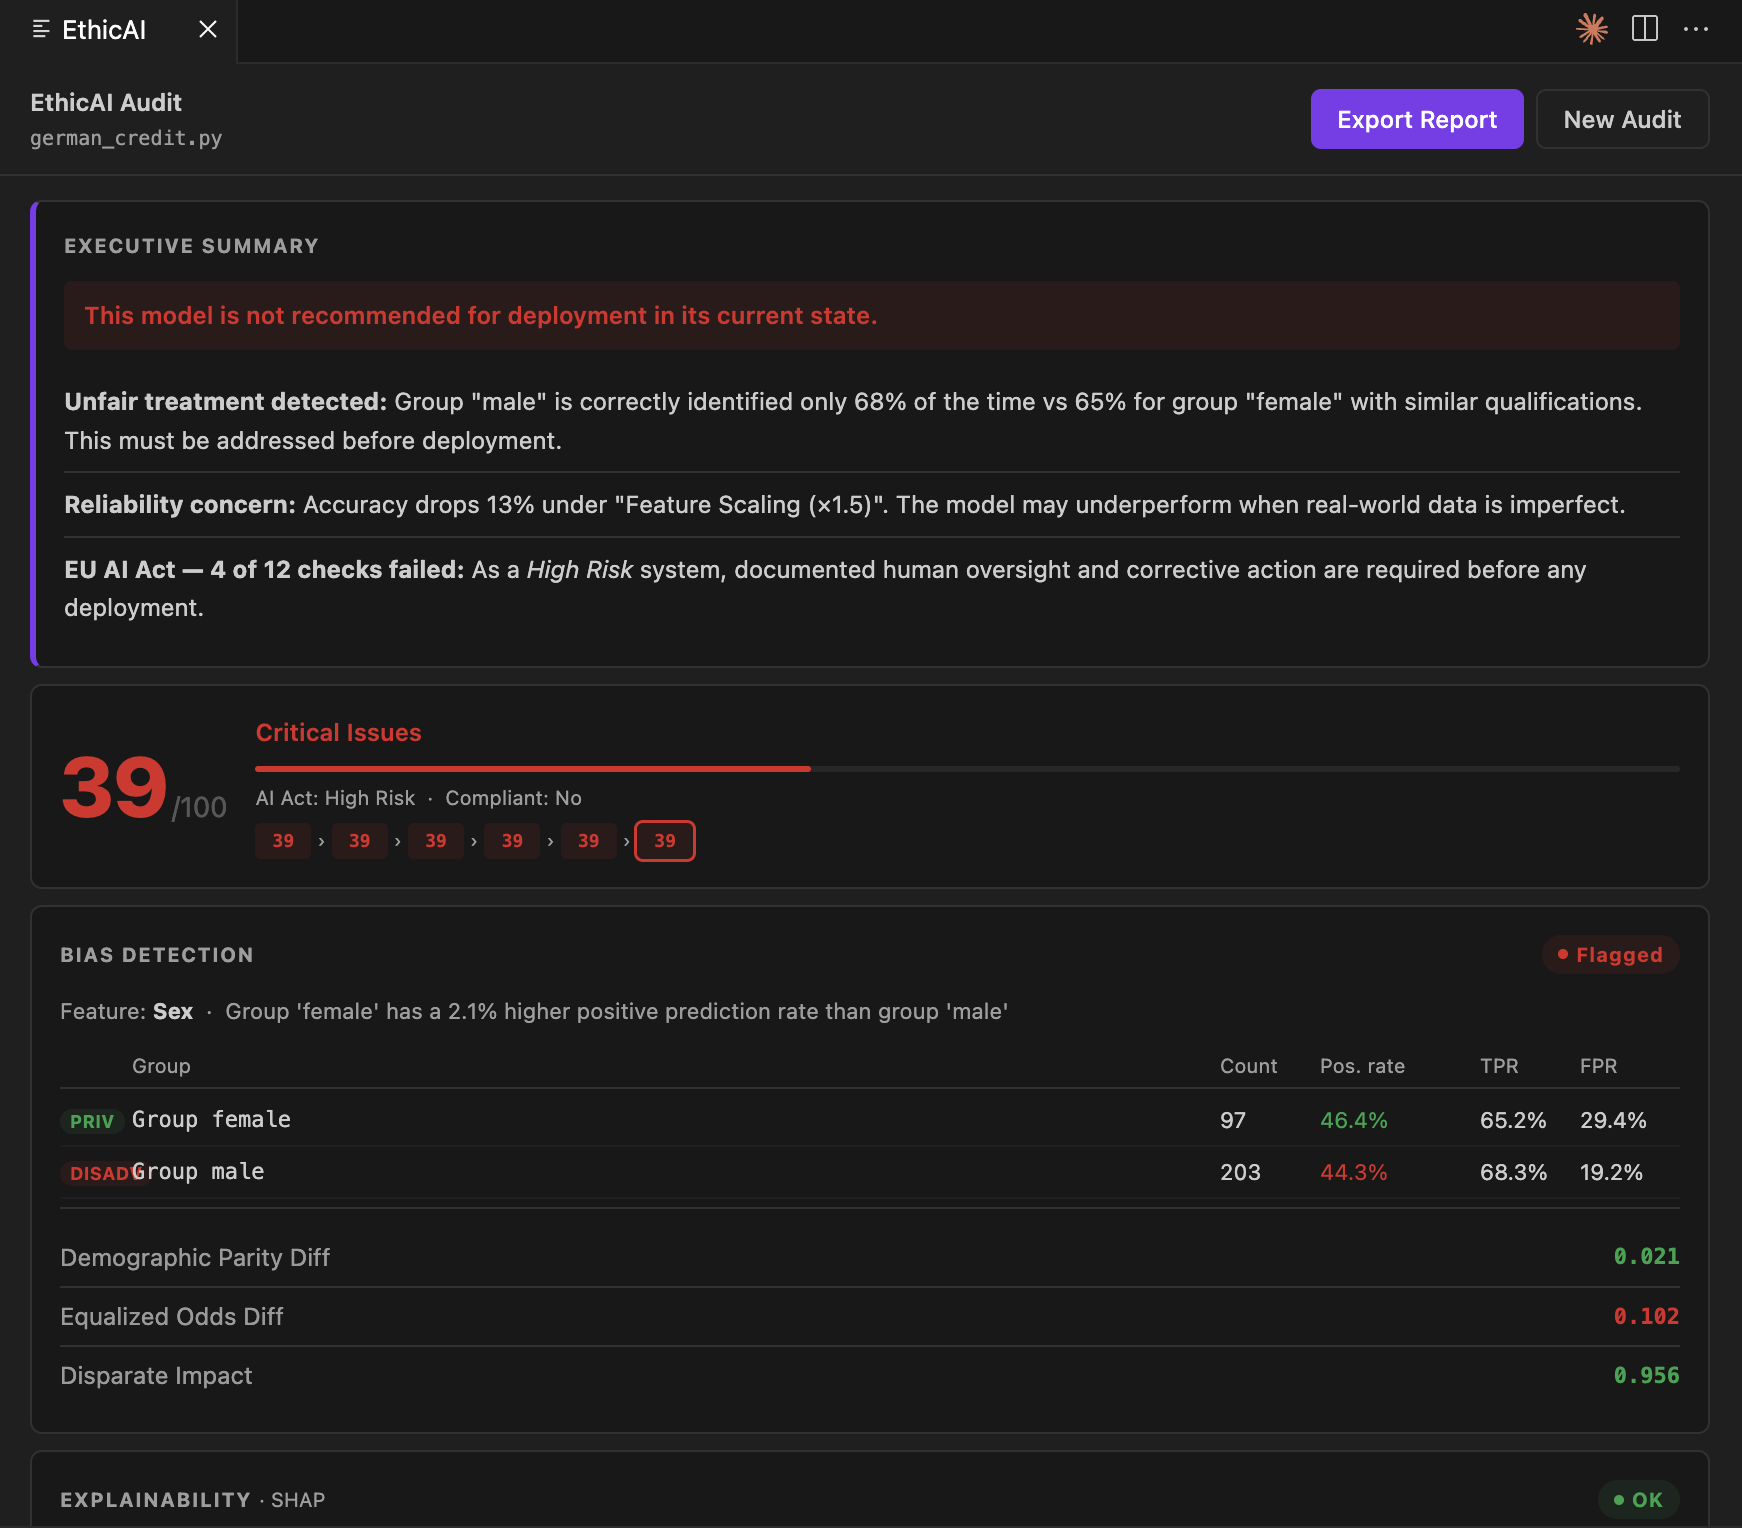 EthicAI
EthicAI Audit
german_credit.py
Export Report
New Audit
EXECUTIVE SUMMARY
This model is not recommended for deployment in its current state.
Unfair treatment detected: Group "male" is correctly identified only 68% of the time vs 65% for group "female" with similar qualifications.
This must be addressed before deployment.
Reliability concern: Accuracy drops 13% under "Feature Scaling (×1.5)". The model may underperform when real-world data is imperfect.
EU AI Act — 4 of 12 checks failed: As a High Risk system, documented human oversight and corrective action are required before any
deployment.
39/100
Critical Issues
AI Act: High Risk · Compliant: No
39 › 39 › 39 › 39 › 39 › 39
BIAS DETECTION
Flagged
Feature: Sex · Group 'female' has a 2.1% higher positive prediction rate than group 'male'
Group Count Pos. rate TPR FPR
PRIV Group female 97 46.4% 65.2% 29.4%
DISADV Group male 203 44.3% 68.3% 19.2%
Demographic Parity Diff 0.021
Equalized Odds Diff 0.102
Disparate Impact 0.956
EXPLAINABILITY · SHAP
OK